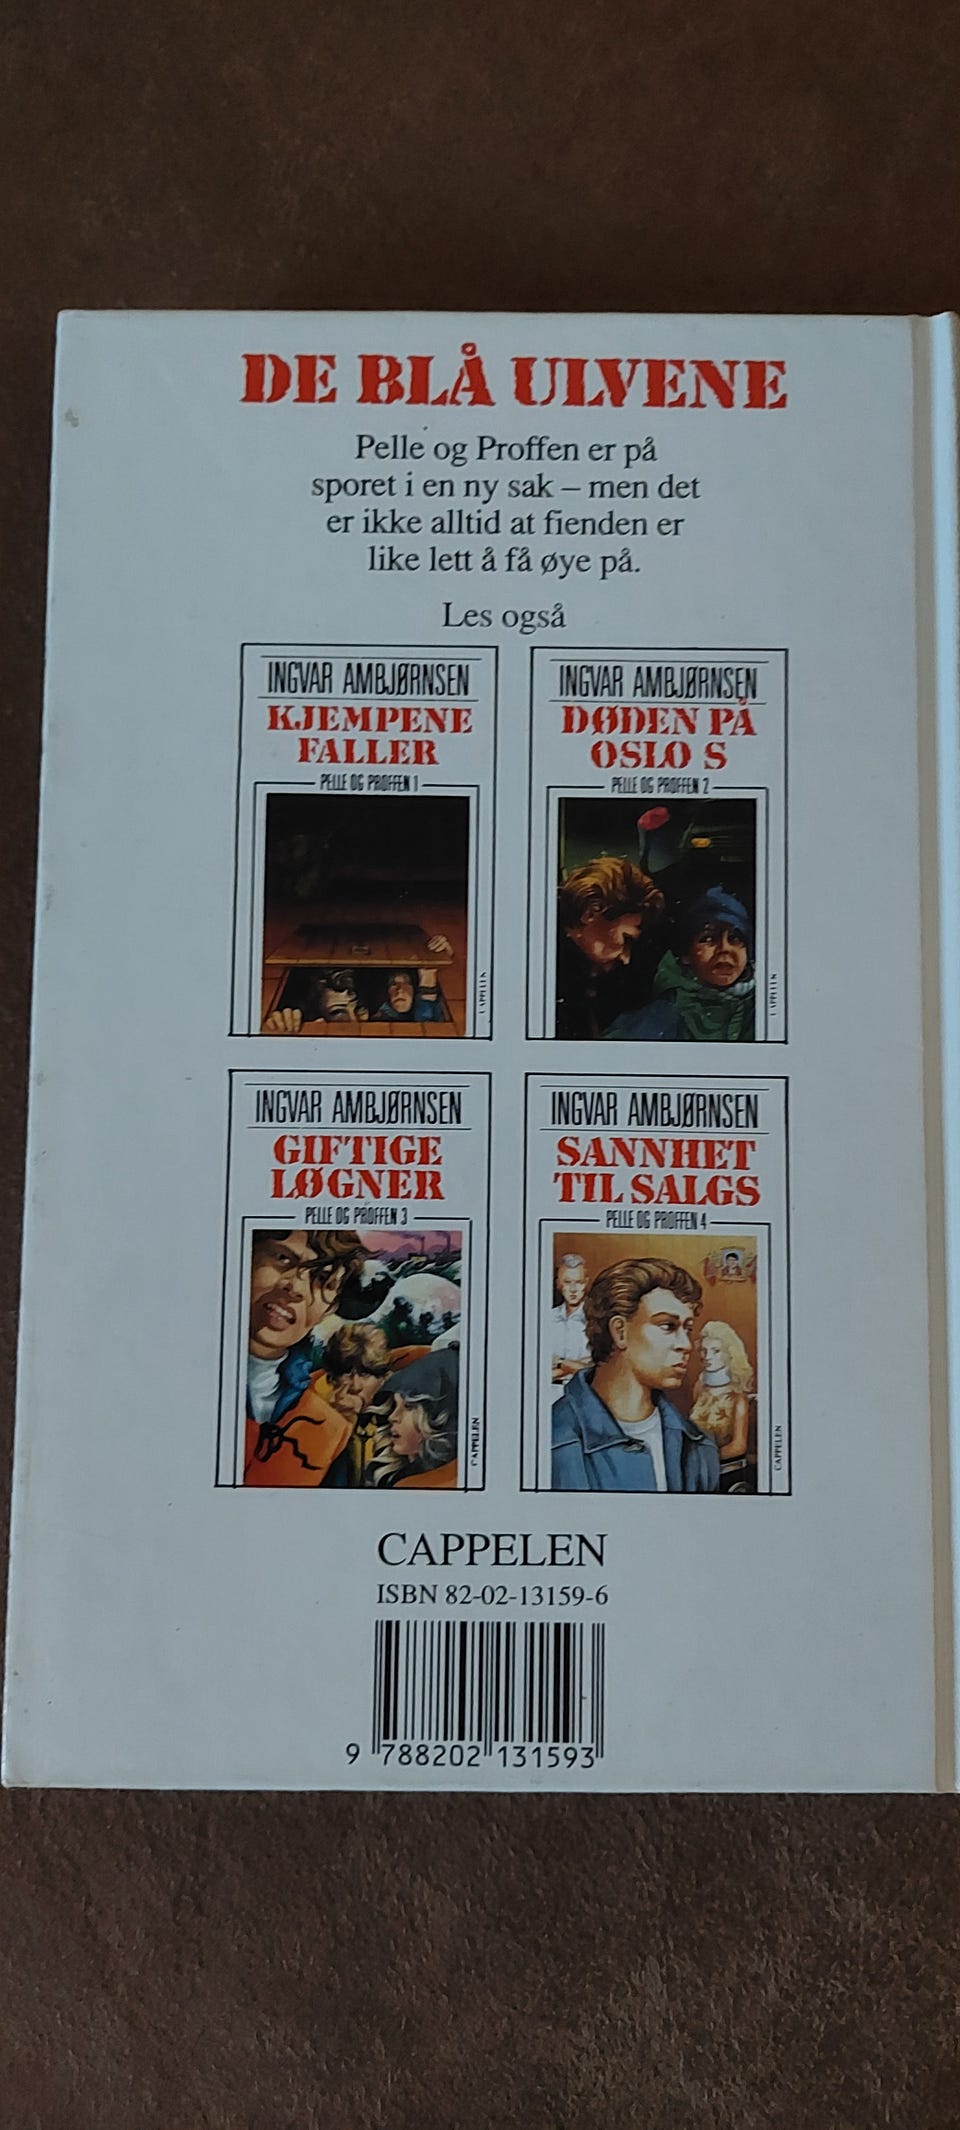 DE BLÅ ULVENE
Pelle og Proffen er på
sporet i en ny sak – men det
er ikke alltid at fienden er
like lett å få øye på.
Les også
INGVAR AMBJØRNSEN
KJEMPENE
FALLER
PELLE OG PROFFEN 1
CAPPELEN
INGVAR AMBJØRNSEN
DØDEN PÅ
OSLO S
PELLE OG PROFFEN 2
CAPPELEN
INGVAR AMBJØRNSEN
GIFTIGE
LØGNER
PELLE OG PROFFEN 3
CAPPELEN
INGVAR AMBJØRNSEN
SANNHET
TIL SALGS
PELLE OG PROFFEN 4
CAPPELEN
CAPPELEN
ISBN 82-02-13159-6
9 788202 131593